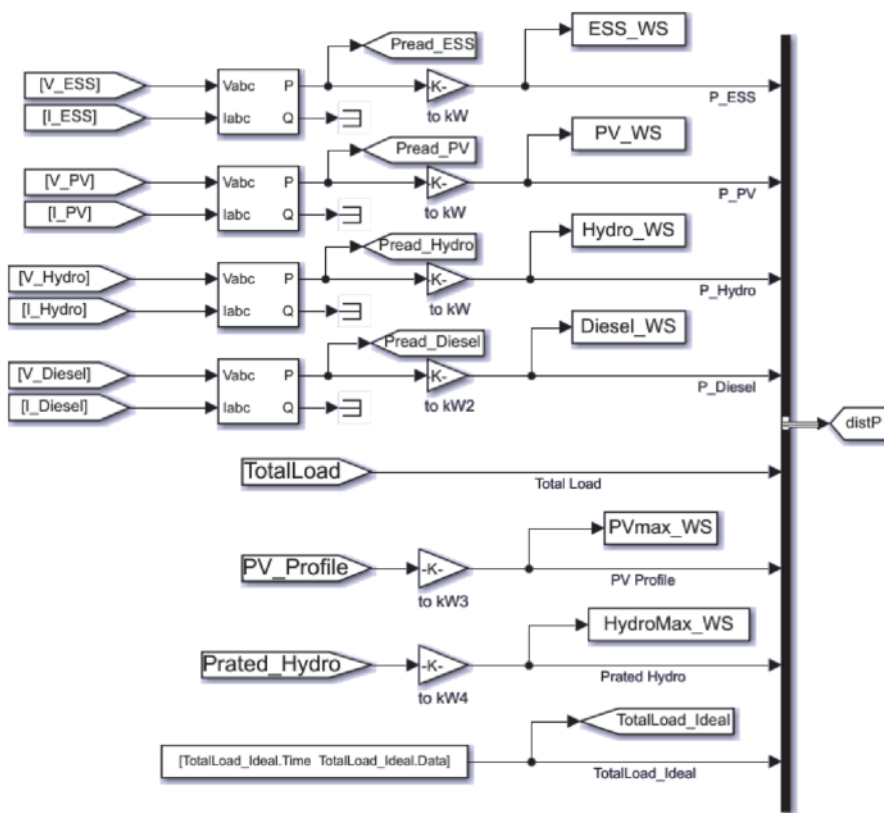 Pread_ESS
ESS_WS
[V_ESS]
Vabc P
-K-
[I_ESS]
Iabc Q
to kW
P_ESS
Pread_PV
PV_WS
[V_PV]
Vabc P
-K-
[I_PV]
Iabc Q
to kW
P_PV
Pread_Hydro
Hydro_WS
[V_Hydro]
Vabc P
-K-
[I_Hydro]
Iabc Q
to kW
P_Hydro
Pread_Diesel
Diesel_WS
[V_Diesel]
Vabc P
-K-
[I_Diesel]
Iabc Q
to kW2
P_Diesel
distP
TotalLoad
Total Load
PVmax_WS
PV_Profile
-K-
to kW3
PV Profile
HydroMax_WS
Prated_Hydro
-K-
to kW4
Prated Hydro
TotalLoad_Ideal
[TotalLoad_Ideal.Time TotalLoad_Ideal.Data]
TotalLoad_Ideal